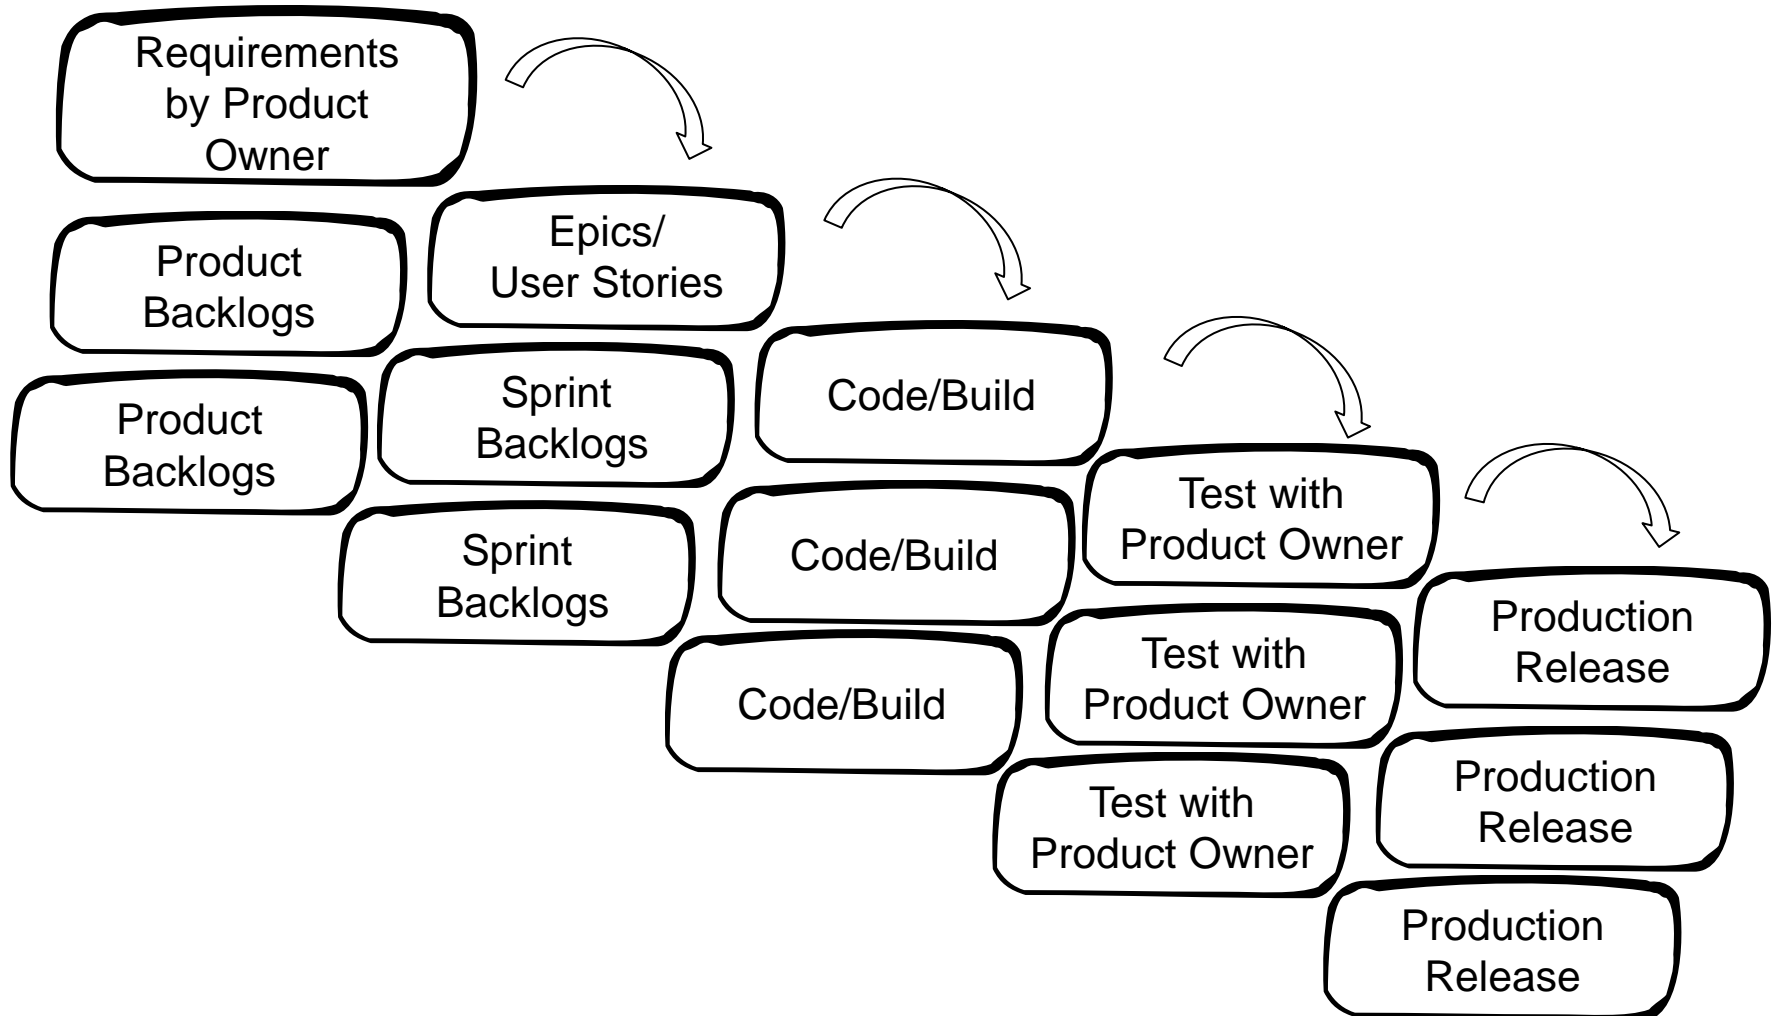 Requirements
by Product
Owner
Product
Backlogs
Product
Backlogs
Epics/
User Stories
Sprint
Backlogs
Sprint
Backlogs
Code/Build
Code/Build
Code/Build
Test with
Product Owner
Test with
Product Owner
Test with
Product Owner
Production
Release
Production
Release
Production
Release